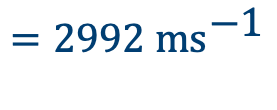 = 2992 ms⁻¹